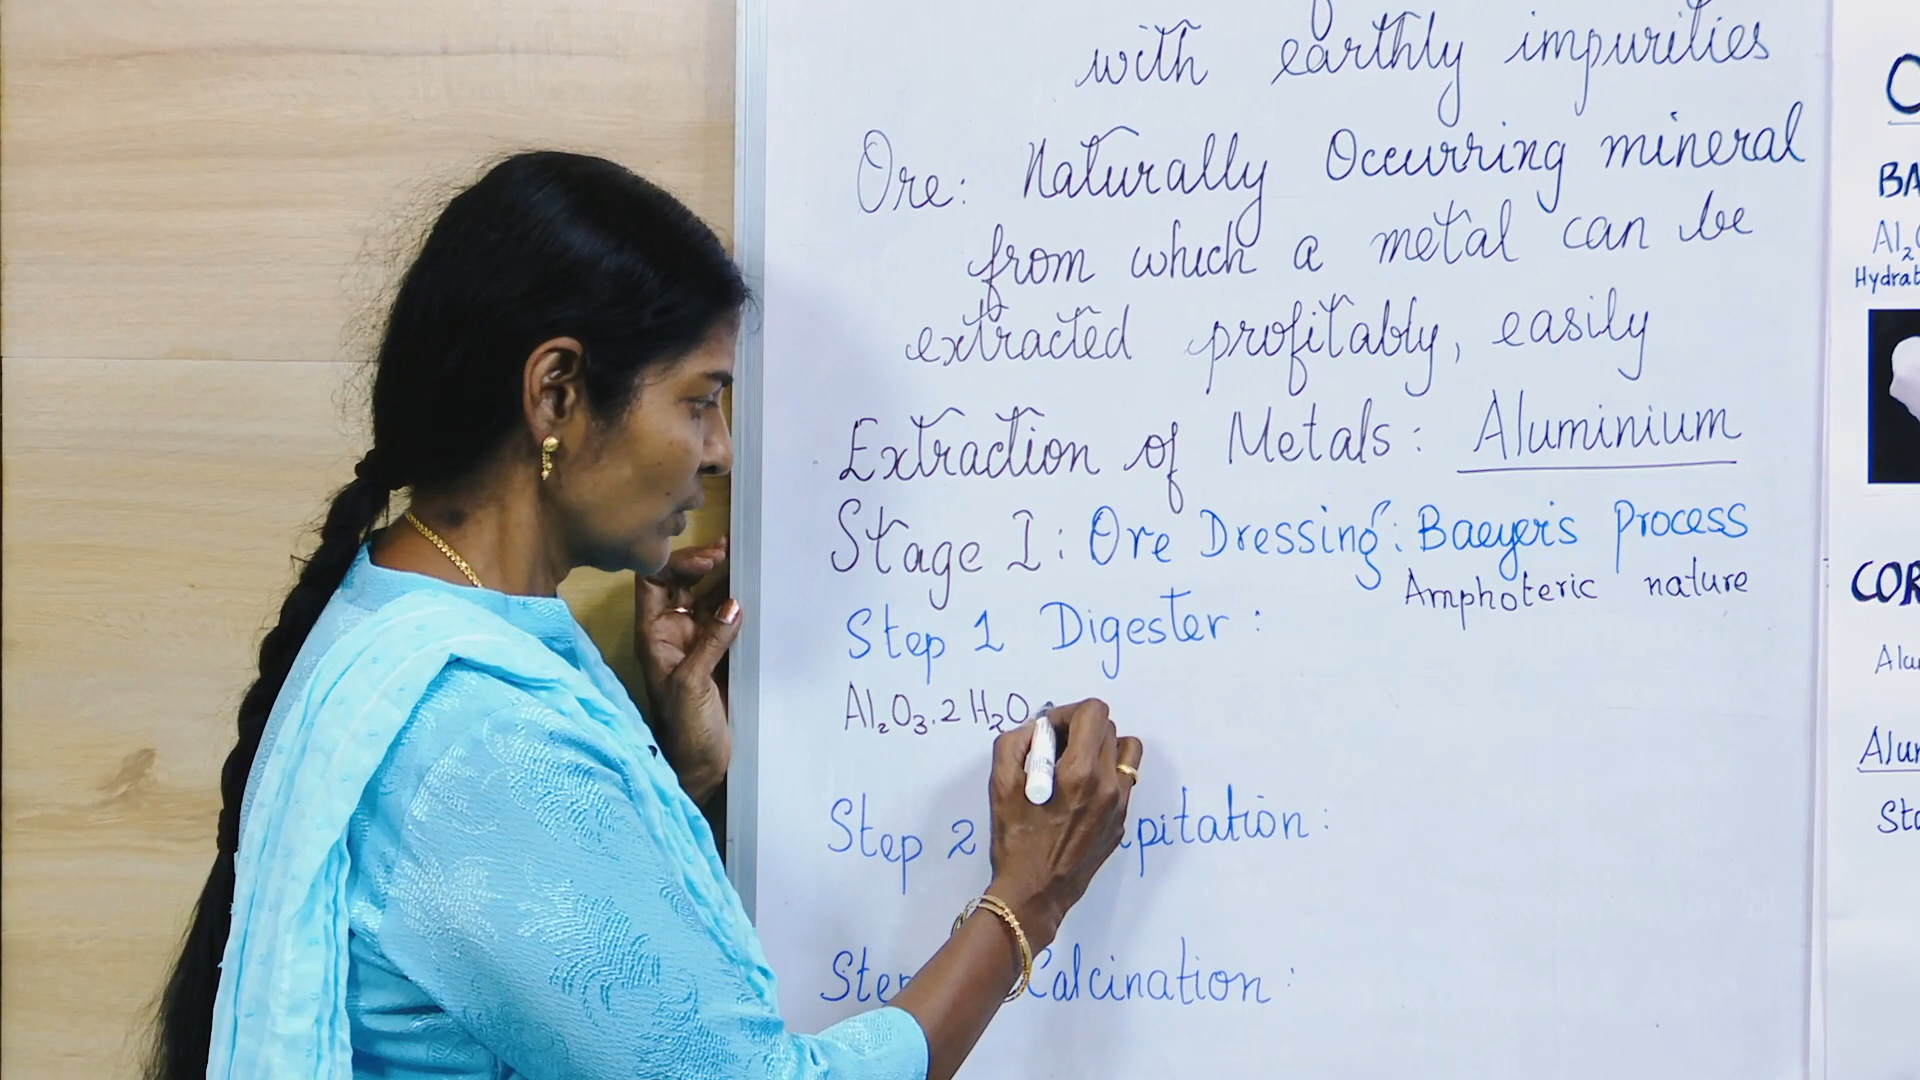 with earthly impurities
Ore: Naturally Occurring mineral
from which a metal can be
extracted profitably, easily
Extraction of Metals: Aluminium
Stage I: Ore Dressing: Baeyer's Process
Amphoteric nature
Step 1 Digester:
Al₂O₃.2H₂O
Step 2
Calcination: